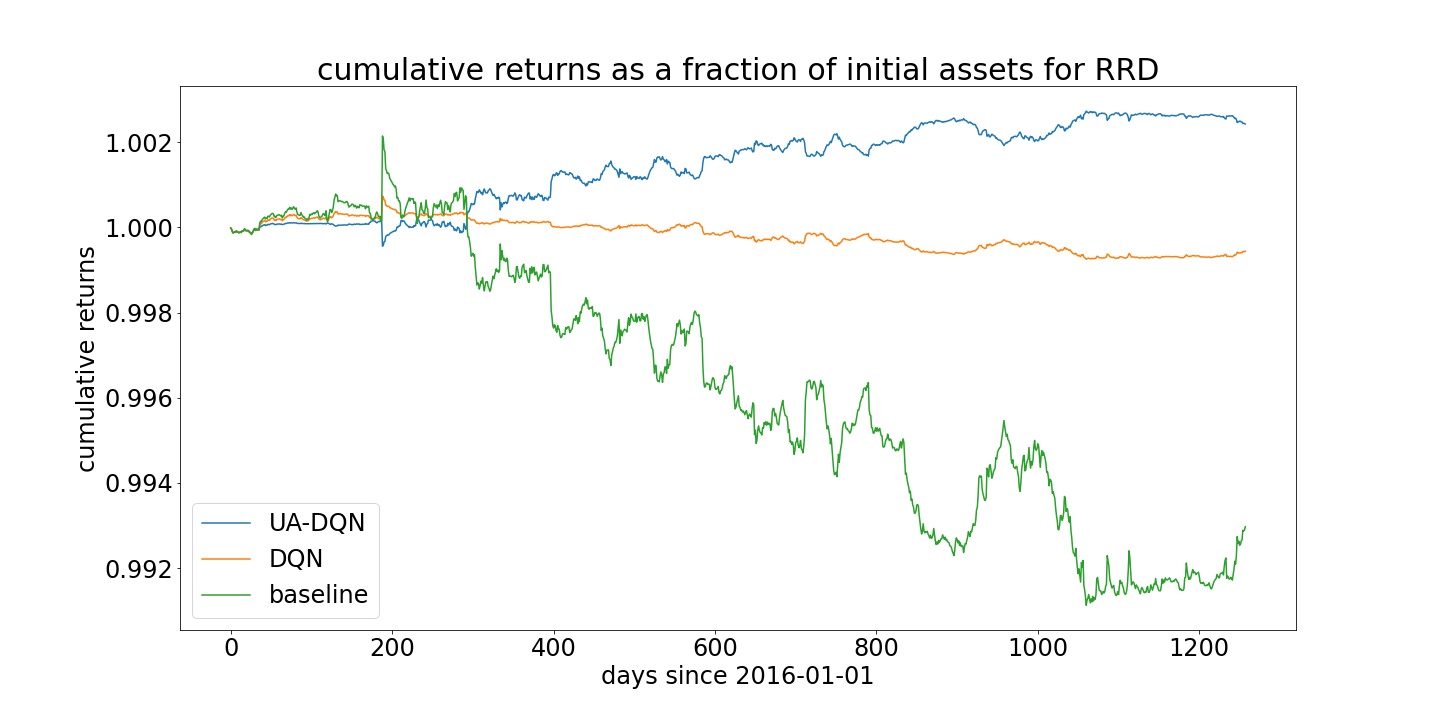 cumulative returns as a fraction of initial assets for RRD
cumulative returns
1.002
1.000
0.998
0.996
0.994
0.992
UA-DQN
DQN
baseline
0 200 400 600 800 1000 1200
days since 2016-01-01